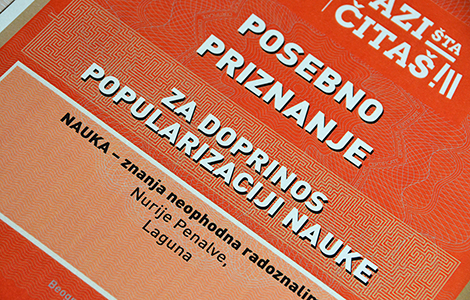 AZI ŠTA
ČITAŠ!
POSEBNO
PRIZNANJE
ZA DOPRINOS
POPULARIZACIJI NAUKE
NAUKA – znanja neophodna
Nurije Penalve,
Laguna